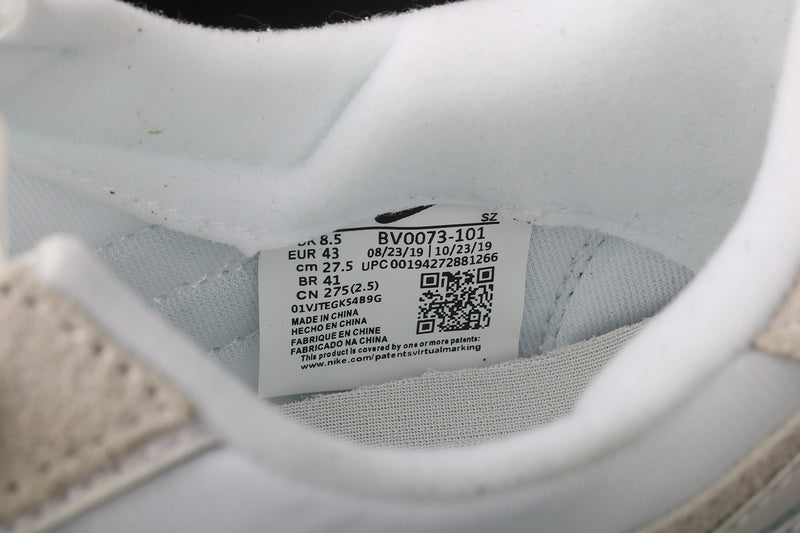 SZ
UK 8.5 BV0073-101
EUR 43 08/23/19 | 10/23/19
cm 27.5 UPC 00194272881266
BR 41
CN 275(2.5)
01VJTEGK54B9G
MADE IN CHINA
HECHO EN CHINA
FABRIQUE EN CHINE
FABRICADO NA CHINA
This product is covered by one or more patents:
www.nike.com/patentsvirtualmarking